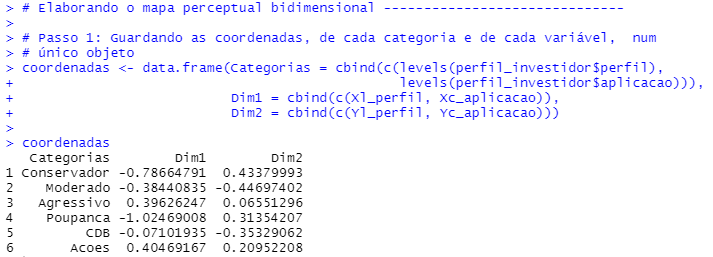 > # Elaborando o mapa perceptual bidimensional ------------------------------
>
> # Passo 1: Guardando as coordenadas, de cada categoria e de cada variável,  num
> # único objeto
> coordenadas <- data.frame(Categorias = cbind(c(levels(perfil_investidor$perfil),
+                                                levels(perfil_investidor$aplicacao))),
+                           Dim1 = cbind(c(Xl_perfil, Xc_aplicacao)),
+                           Dim2 = cbind(c(Yl_perfil, Yc_aplicacao)))
>
> coordenadas
   Categorias        Dim1        Dim2
1 Conservador -0.78664791  0.43379993
2    Moderado -0.38440835 -0.44697402
3   Agressivo  0.39626247  0.06551296
4    Poupanca -1.02469008  0.31354207
5         CDB -0.07101935 -0.35329062
6       Acoes  0.40469167  0.20952208